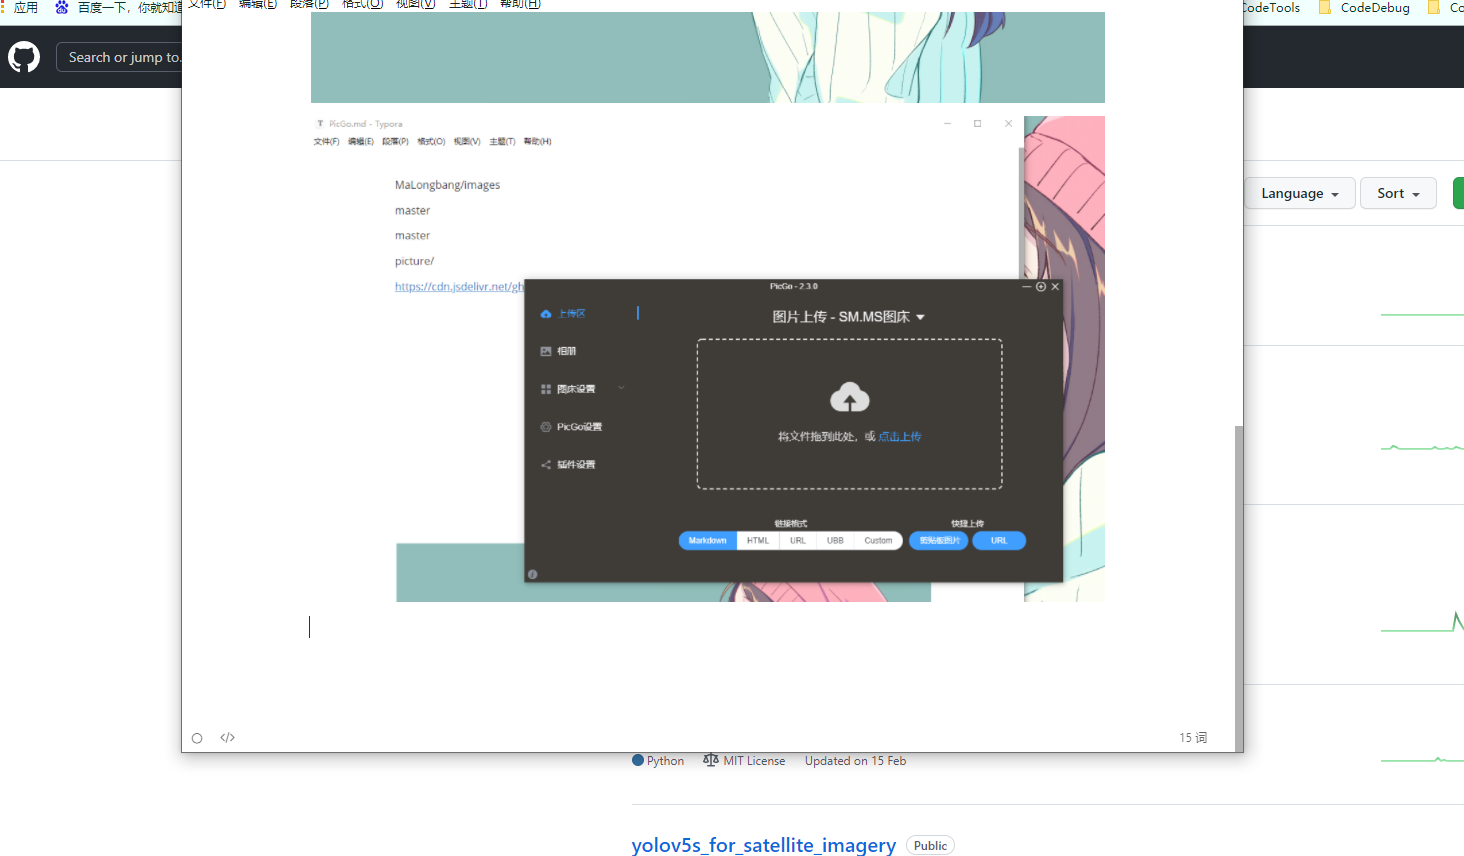 应用 百度一下，你就知道
CodeTools CodeDebug
文件(F) 编辑(E) 段落(P) 格式(O) 视图(V) 主题(T) 帮助(H)
Search or jump to.
PicGo.md - Typora
文件(F) 编辑(E) 段落(P) 格式(O) 视图(V) 主题(T) 帮助(H)
MaLongbang/images
master
master
picture/
https://cdn.jsdelivr.net/gh
PicGo - 2.3.0
上传区
相册
图床设置
PicGo设置
插件设置
图片上传 - SM.MS图床
将文件拖到此处，或 点击上传
链接格式 快捷上传
Markdown HTML URL UBB Custom 剪贴板图片 URL
Language Sort
</> 15 词
Python MIT License Updated on 15 Feb
yolov5s_for_satellite_imagery Public